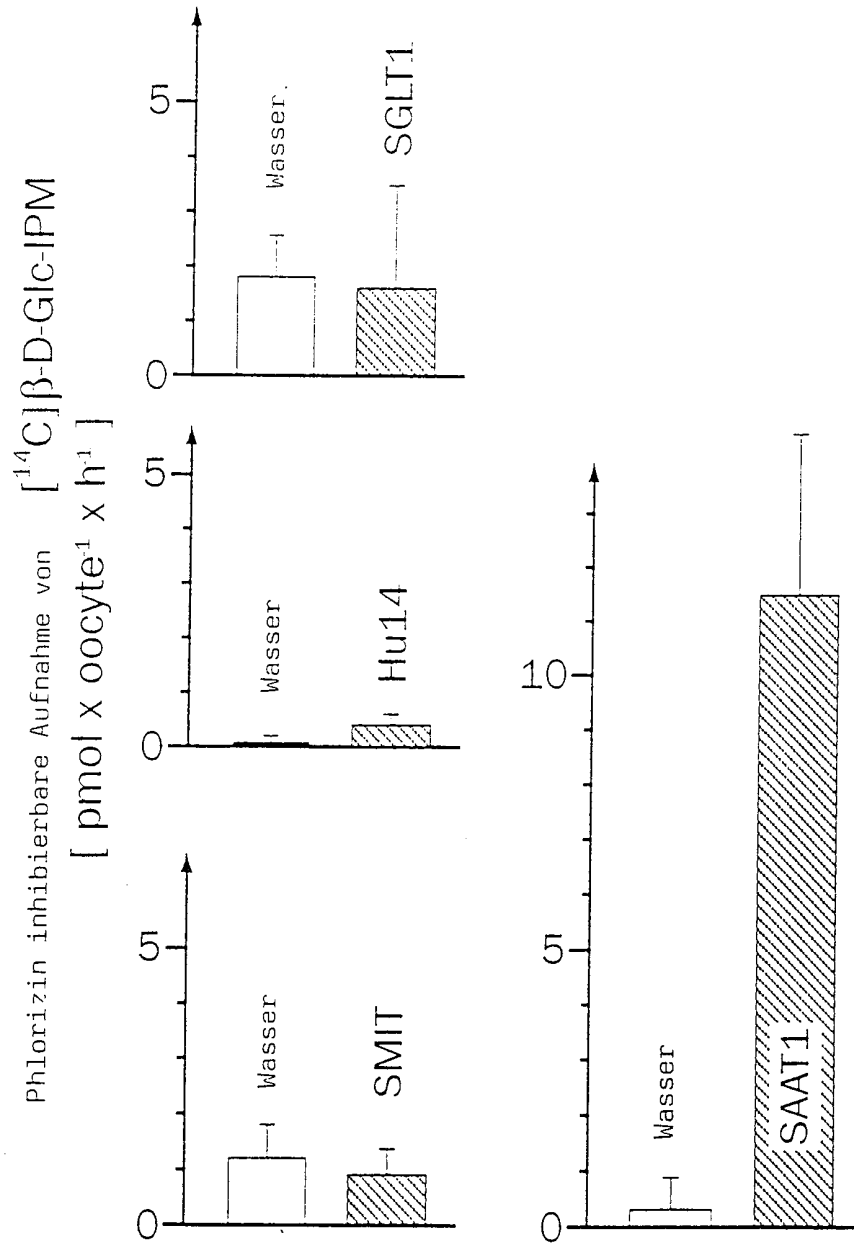 Phlorizin inhibierbare Aufnahme von [¹⁴C]β-D-Glc-IPM
[ pmol x oocyte⁻¹ x h⁻¹ ]
5
0
Wasser.
SGLT1
5
0
Wasser
Hu14
5
0
Wasser
SMIT
10
5
0
Wasser
SAAT1